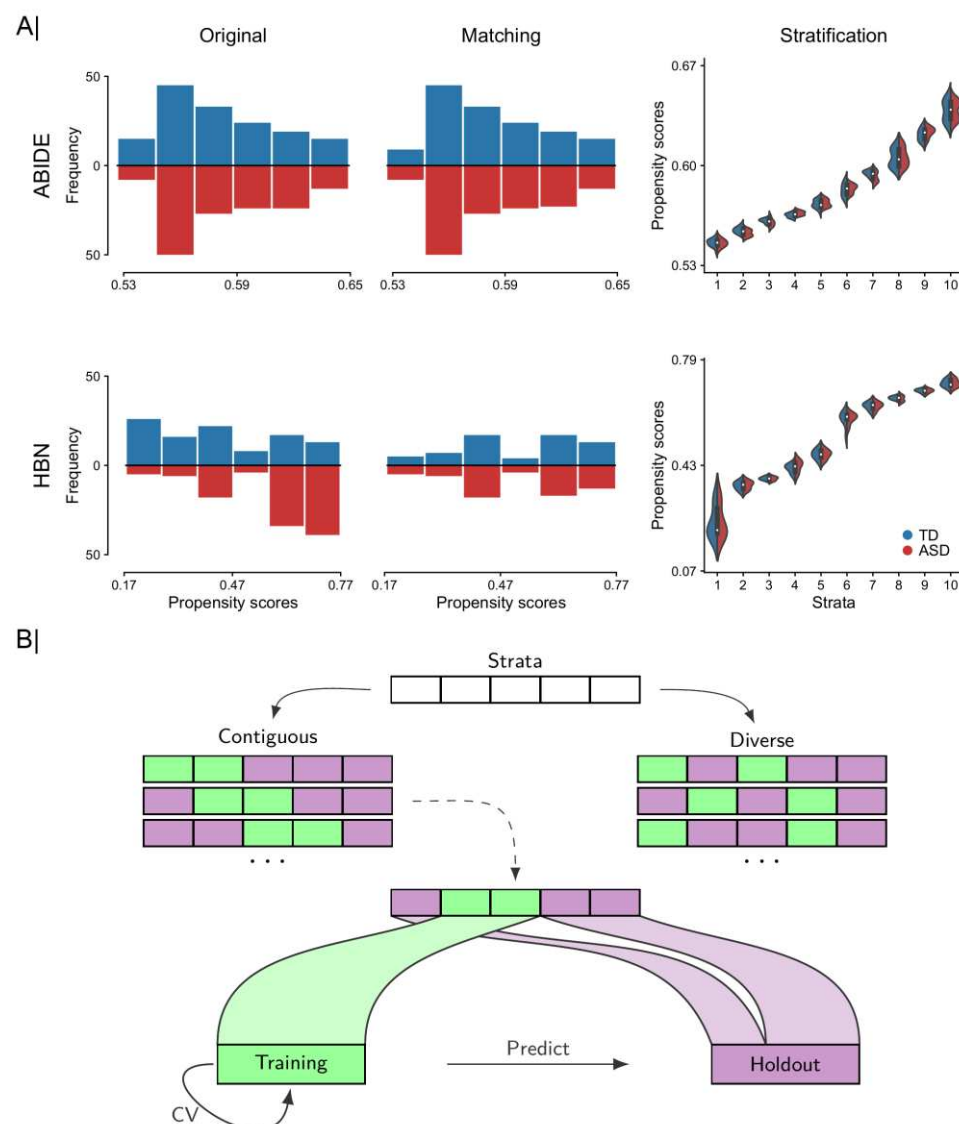 A|
Original Matching Stratification
ABIDE
Frequency
50
0
50
0.53 0.59 0.65
0.53 0.59 0.65
Propensity scores
0.67
0.60
0.53
1 2 3 4 5 6 7 8 9 10
HBN
Frequency
50
0
50
0.17 0.47 0.77
Propensity scores
0.17 0.47 0.77
Propensity scores
Propensity scores
0.79
0.43
0.07
TD
ASD
1 2 3 4 5 6 7 8 9 10
Strata
B|
Strata
Contiguous
Diverse
. . .
. . .
Training
Predict
Holdout
CV